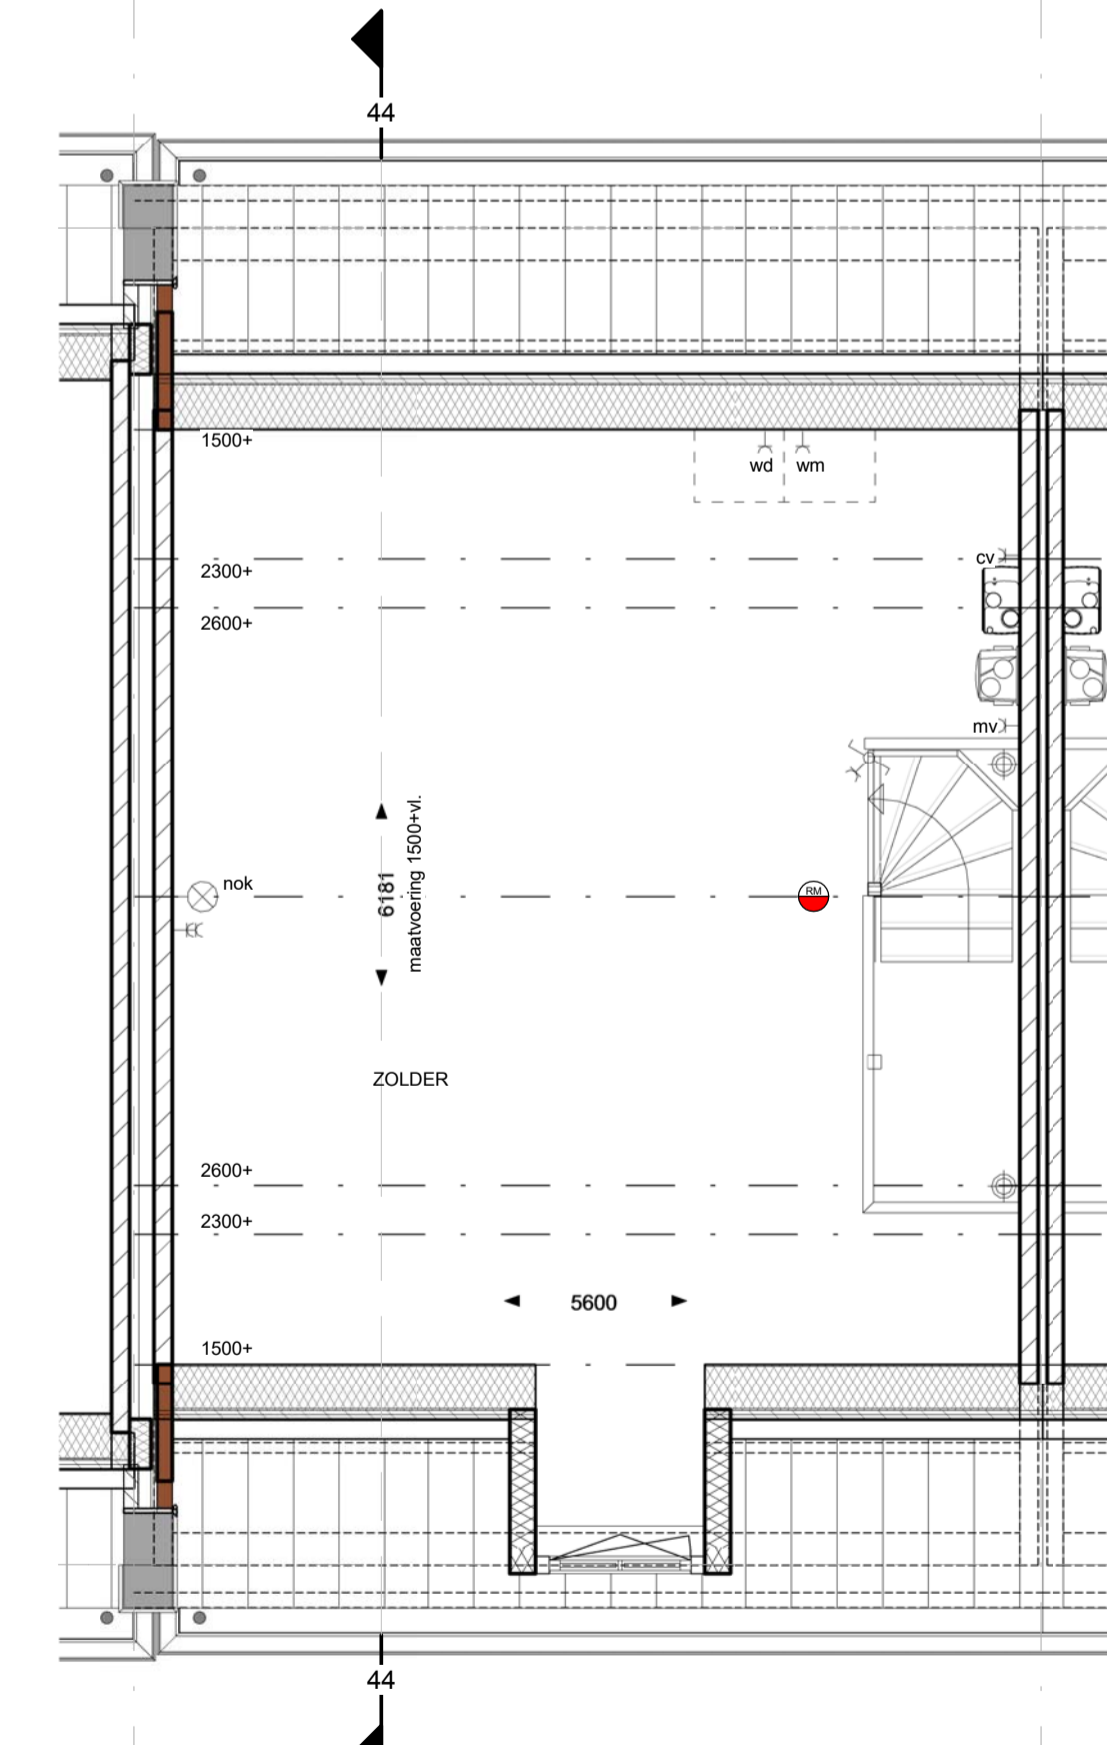 44
1500+
wd
wm
2300+
cv
2600+
mv
nok
6181
maatvoering 1500+vl.
RM
ZOLDER
2600+
2300+
5600
1500+
44